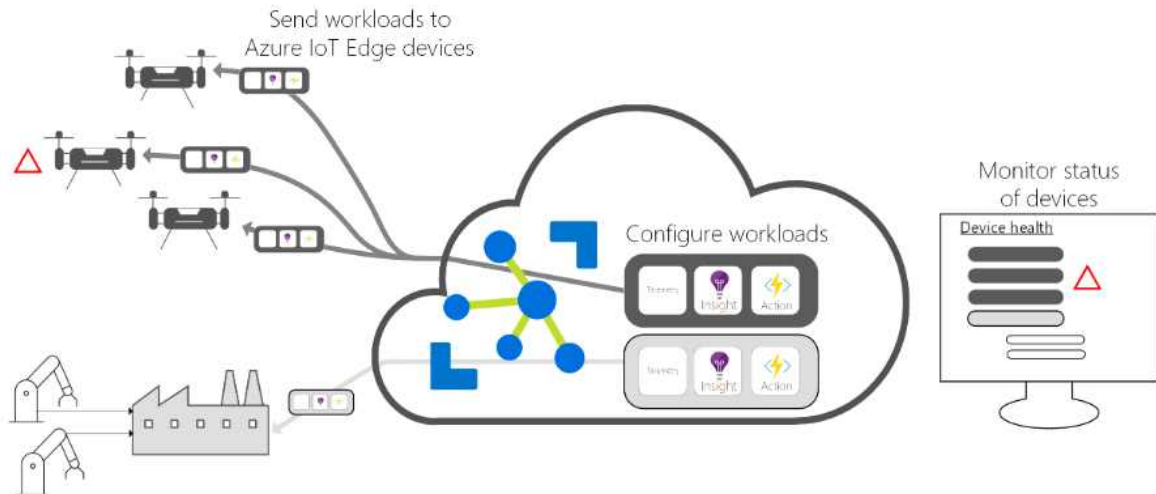 Send workloads to
Azure IoT Edge devices
Monitor status
of devices
Device health
Configure workloads
Insight
Action
Insight
Action